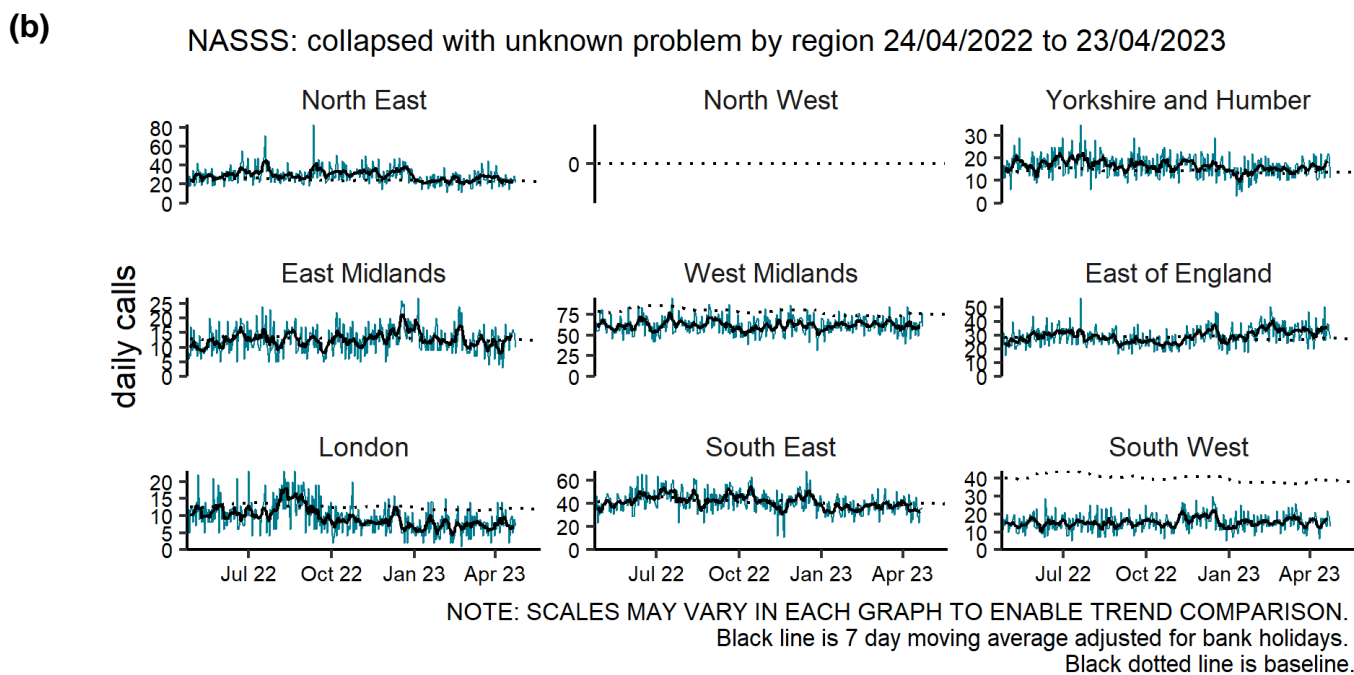 (b)
NASSS: collapsed with unknown problem by region 24/04/2022 to 23/04/2023
North East
North West
Yorkshire and Humber
80
60
40
20
0
0
30
20
10
0
daily calls
East Midlands
West Midlands
East of England
25
20
15
10
5
0
75
50
25
0
50
40
30
20
10
0
London
South East
South West
20
15
10
5
0
60
40
20
0
40
30
20
10
0
Jul 22 Oct 22 Jan 23 Apr 23
Jul 22 Oct 22 Jan 23 Apr 23
Jul 22 Oct 22 Jan 23 Apr 23
NOTE: SCALES MAY VARY IN EACH GRAPH TO ENABLE TREND COMPARISON.
Black line is 7 day moving average adjusted for bank holidays.
Black dotted line is baseline.